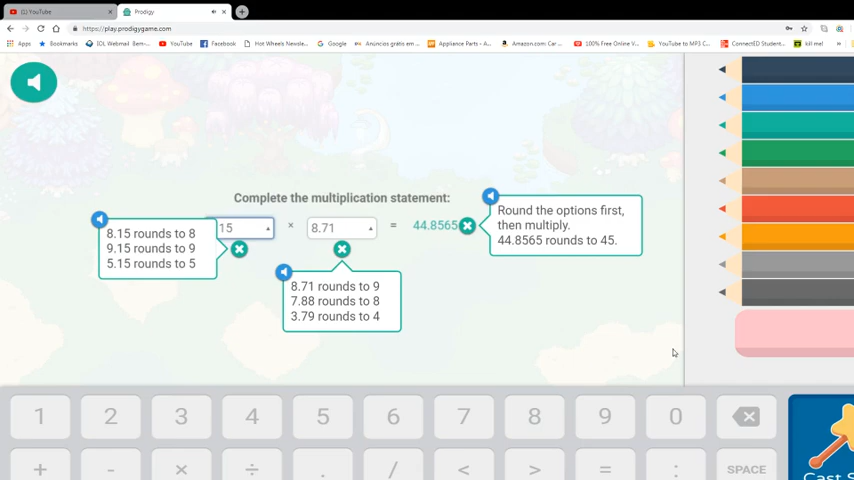 (1) YouTube
Prodigy
https://play.prodigygame.com
Apps Bookmarks IOL Webmail :Bem-... YouTube Facebook Hot Wheels Newsle... Google Anúncios grátis em ... Appliance Parts - A... Amazon.com: Car ... 100% Free Online V... YouTube to MP3 C... ConnectED Student... kill me!
Complete the multiplication statement:
15 × 8.71 = 44.8565
8.15 rounds to 8
9.15 rounds to 9
5.15 rounds to 5
8.71 rounds to 9
7.88 rounds to 8
3.79 rounds to 4
Round the options first,
then multiply.
44.8565 rounds to 45.
1 2 3 4 5 6 7 8 9 0
+ - × ÷ . / < > = : SPACE
Cast S